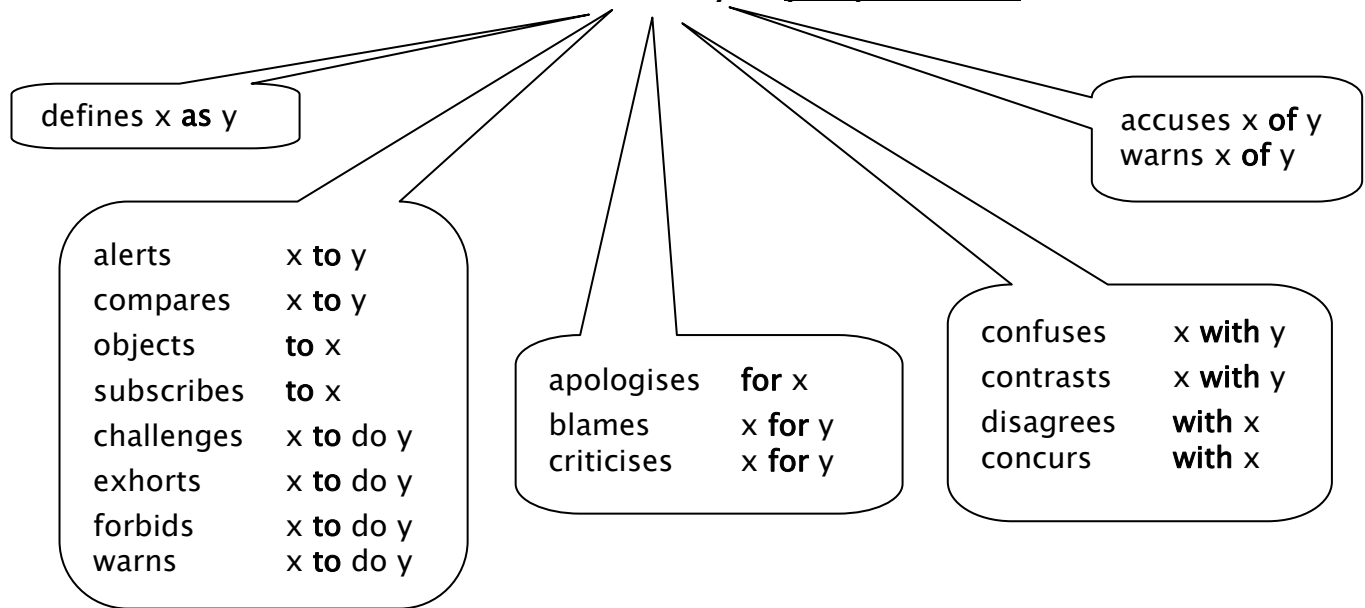 defines x as y
accuses x of y
warns x of y
alerts x to y
compares x to y
objects to x
subscribes to x
challenges x to do y
exhorts x to do y
forbids x to do y
warns x to do y
apologises for x
blames x for y
criticises x for y
confuses x with y
contrasts x with y
disagrees with x
concurs with x